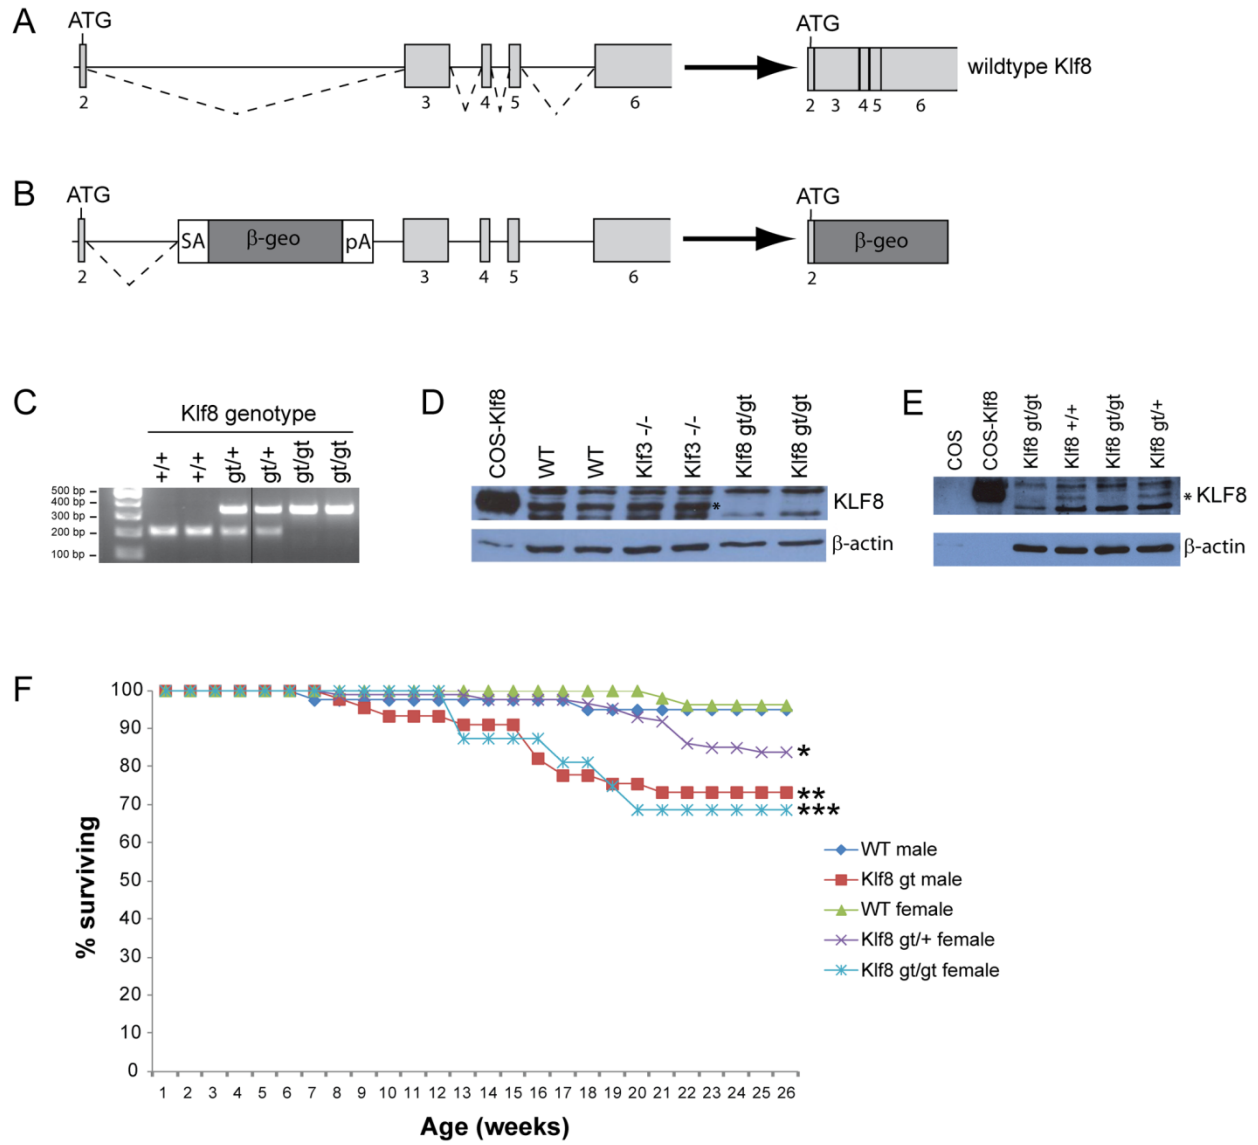 A
ATG
2
3
4
5
6
ATG
2
3
4
5
6
wildtype Klf8
B
ATG
SA
β-geo
pA
2
3
4
5
6
ATG
β-geo
2
C
Klf8 genotype
+/+
+/+
gt/+
gt/+
gt/gt
gt/gt
500 bp
400 bp
300 bp
200 bp
100 bp
D
COS-Klf8
WT
WT
Klf3 -/-
Klf3 -/-
Klf8 gt/gt
Klf8 gt/gt
*
KLF8
β-actin
E
COS
COS-Klf8
Klf8 gt/gt
Klf8 +/+
Klf8 gt/gt
Klf8 gt/+
* KLF8
β-actin
F
% surviving
100
90
80
70
60
50
40
30
20
10
0
1 2 3 4 5 6 7 8 9 10 11 12 13 14 15 16 17 18 19 20 21 22 23 24 25 26
Age (weeks)
*
**
***
WT male
Klf8 gt male
WT female
Klf8 gt/+ female
Klf8 gt/gt female